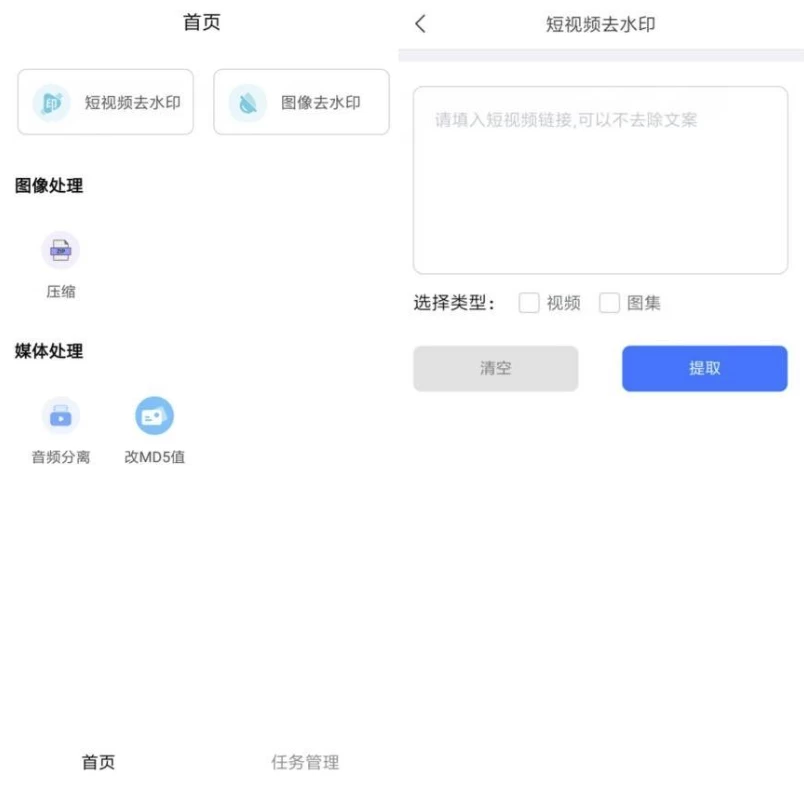 首页
印
短视频去水印
图像去水印
图像处理
ZIP
压缩
媒体处理
音频分离
改MD5值
首页
任务管理
短视频去水印
请填入短视频链接,可以不去除文案
选择类型:
视频
图集
清空
提取